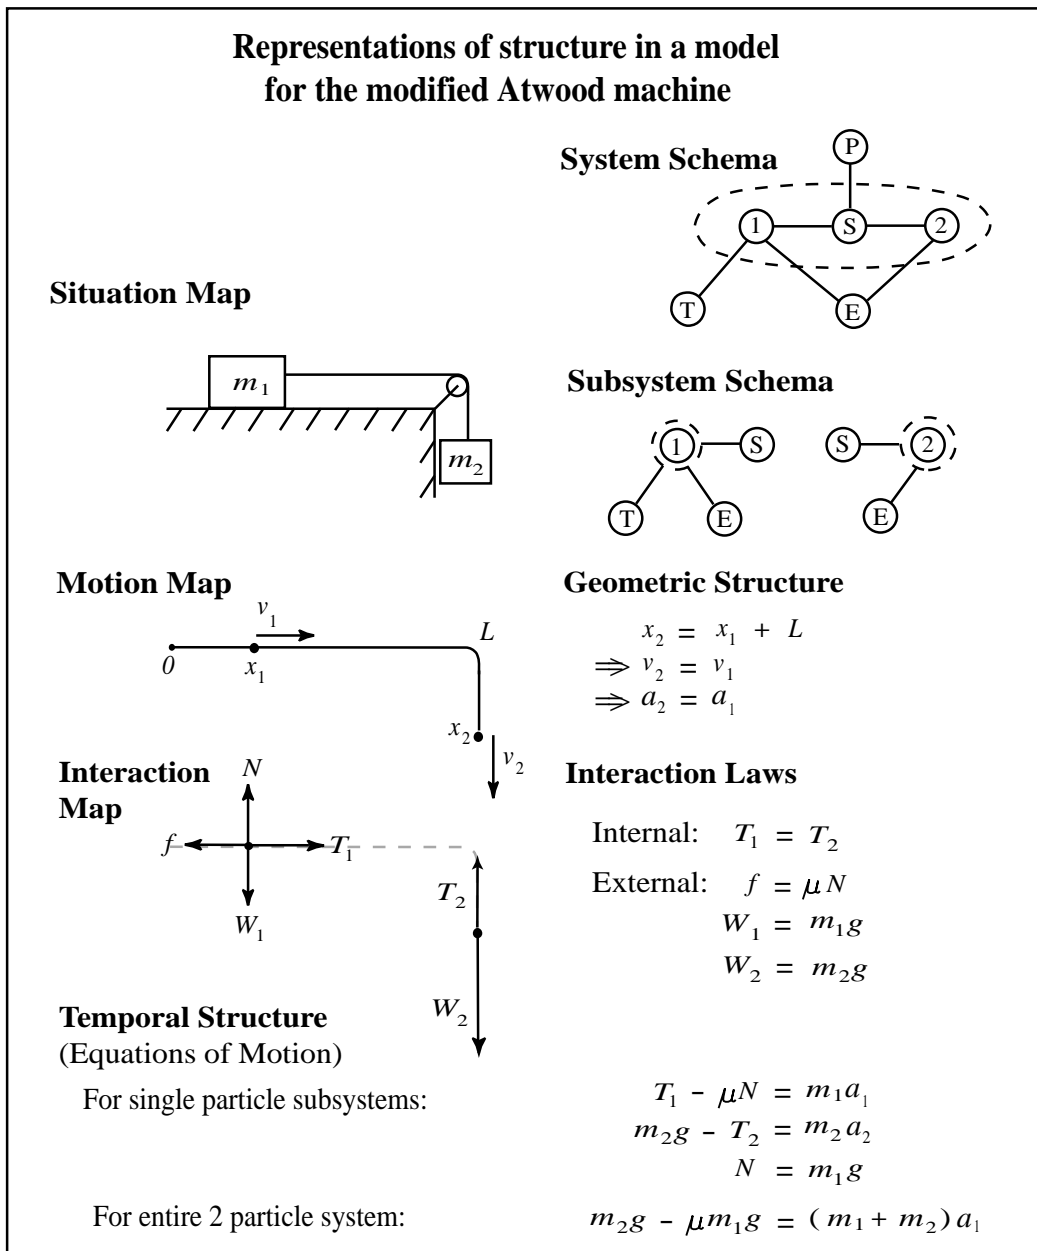 Representations of structure in a model
for the modified Atwood machine
System Schema
P
1 S 2
T E
Situation Map
m₁
m₂
Subsystem Schema
1 S S 2
T E E
Motion Map
v₁
0 x₁ L
x₂
v₂
Geometric Structure
x₂ = x₁ + L
⇒ v₂ = v₁
⇒ a₂ = a₁
Interaction
Map
N
f T₁
W₁
T₂
W₂
Interaction Laws
Internal: T₁ = T₂
External: f = μN
W₁ = m₁g
W₂ = m₂g
Temporal Structure
(Equations of Motion)
For single particle subsystems: T₁ − μN = m₁a₁
m₂g − T₂ = m₂a₂
N = m₁g
For entire 2 particle system: m₂g − μm₁g = (m₁ + m₂)a₁